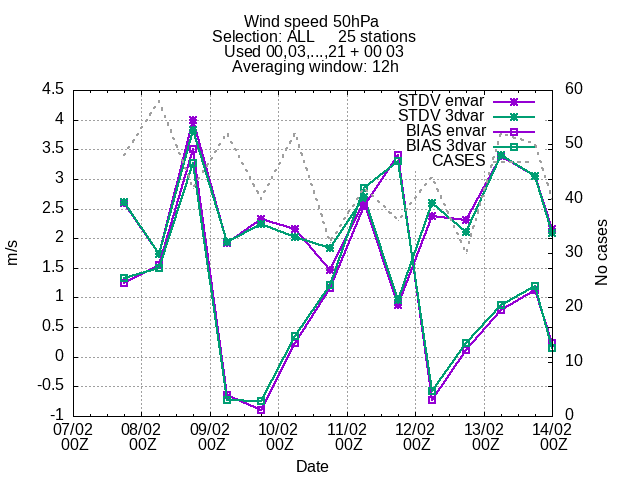 Wind speed 50hPa
Selection: ALL 25 stations
Used 00,03,...,21 + 00 03
Averaging window: 12h
STDV envar
STDV 3dvar
BIAS envar
BIAS 3dvar
CASES
4.5
4
3.5
3
2.5
2
1.5
1
0.5
0
-0.5
-1
m/s
60
50
40
30
20
10
0
No cases
07/02 08/02 09/02 10/02 11/02 12/02 13/02 14/02
00Z 00Z 00Z 00Z 00Z 00Z 00Z 00Z
Date